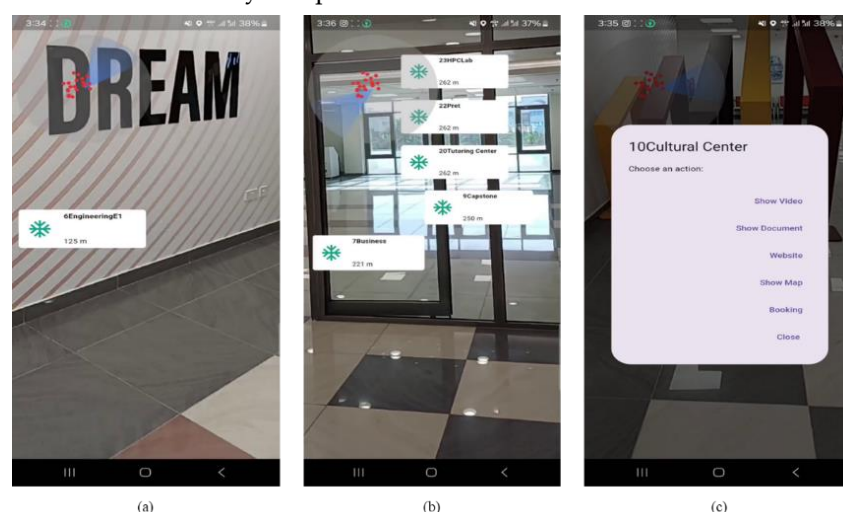 3:34
38%
DREAM
6EngineeringE1
125 m
(a)
3:36
37%
23HPCLab
262 m
22Pret
262 m
20Tutoring Center
262 m
9Capstone
250 m
7Business
221 m
(b)
3:35
38%
10Cultural Center
Choose an action:
Show Video
Show Document
Website
Show Map
Booking
Close
(c)